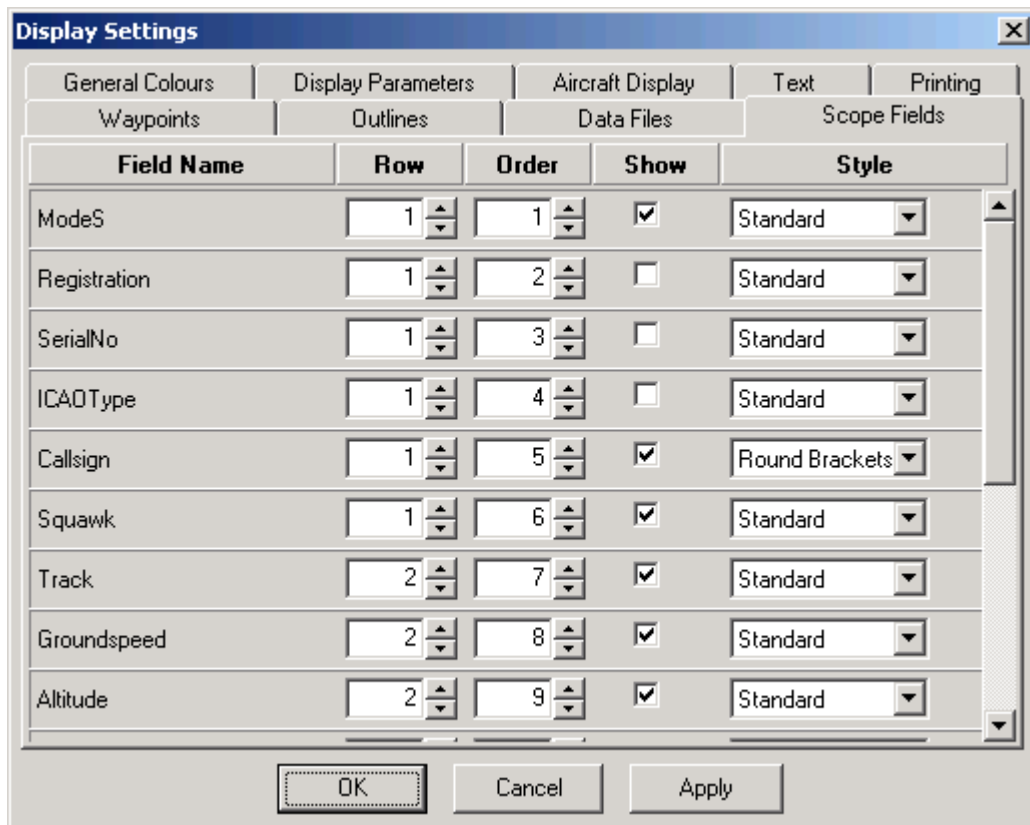 Display Settings
General Colours Display Parameters Aircraft Display Text Printing
Waypoints Outlines Data Files Scope Fields
Field Name Row Order Show Style
ModeS 1 1 Standard
Registration 1 2 Standard
SerialNo 1 3 Standard
ICAOType 1 4 Standard
Callsign 1 5 Round Brackets
Squawk 1 6 Standard
Track 2 7 Standard
Groundspeed 2 8 Standard
Altitude 2 9 Standard
OK Cancel Apply